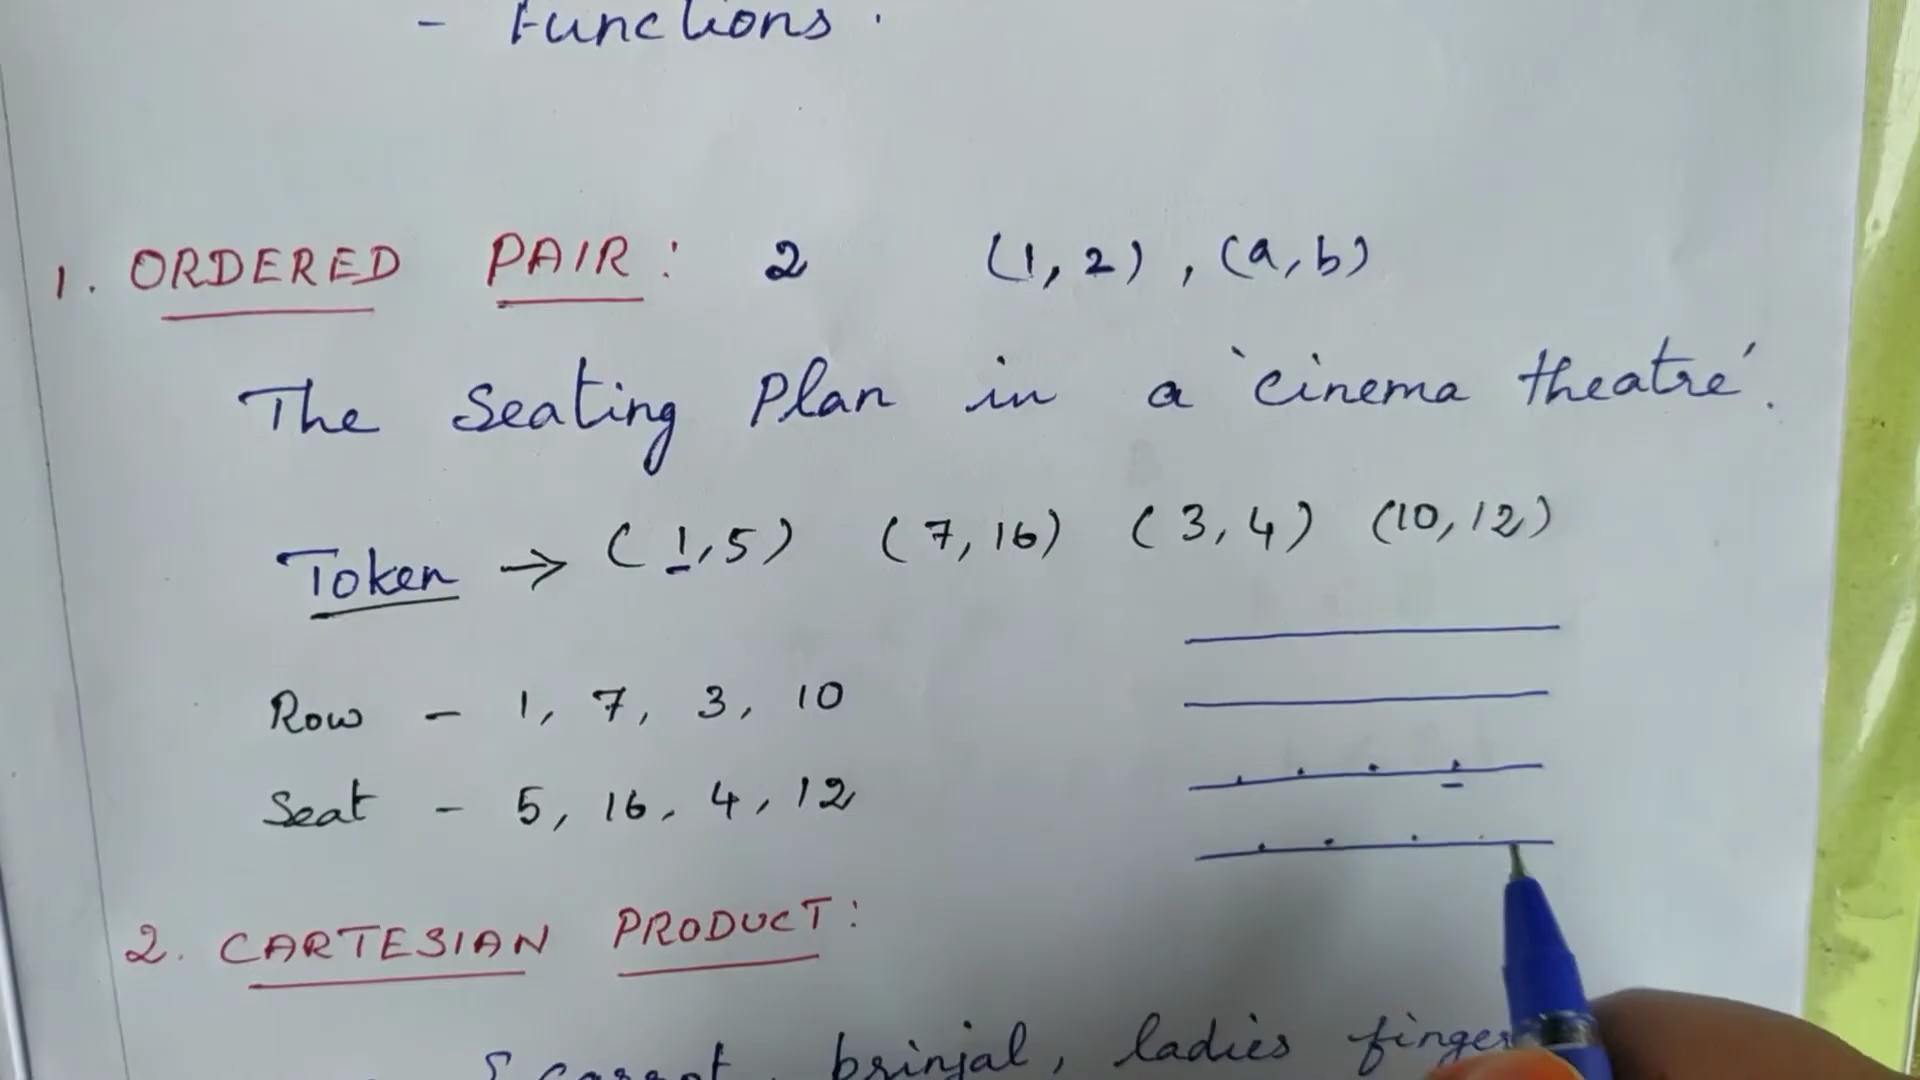 - Functions.
1. ORDERED PAIR: 2 (1, 2), (a, b)
The Seating Plan in a 'cinema theatre'.
Token → (1, 5) (7, 16) (3, 4) (10, 12)
Row - 1, 7, 3, 10
Seat - 5, 16, 4, 12
2. CARTESIAN PRODUCT:
carrot, brinjal, ladies finger